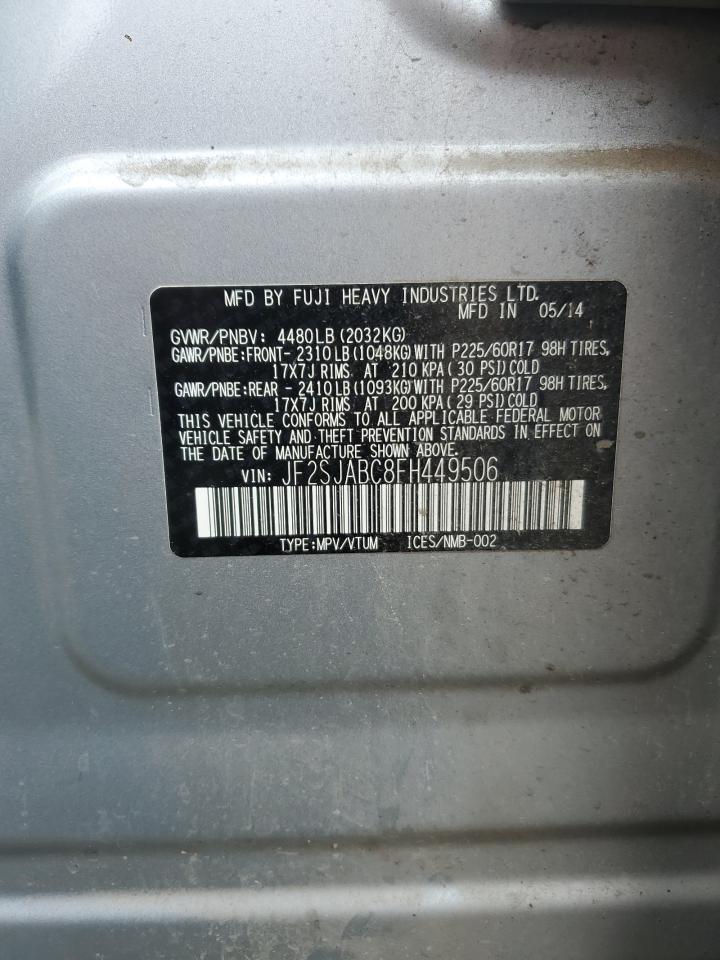 MFD BY FUJI HEAVY INDUSTRIES LTD.
MFD IN 05/14
GVWR/PNBV: 4480LB(2032KG)
GAWR/PNBE:FRONT- 2310LB(1048KG)WITH P225/60R17 98H TIRES,
17X7J RIMS, AT 210 KPA(30 PSI)COLD
GAWR/PNBE:REAR - 2410LB(1093KG)WITH P225/60R17 98H TIRES,
17X7J RIMS, AT 200 KPA(29 PSI)COLD
THIS VEHICLE CONFORMS TO ALL APPLICABLE FEDERAL MOTOR
VEHICLE SAFETY AND THEFT PREVENTION STANDARDS IN EFFECT ON
THE DATE OF MANUFACTURE SHOWN ABOVE.
VIN: JF2SJABC8FH449506
TYPE:MPV/VTUM ICES/NMB-002